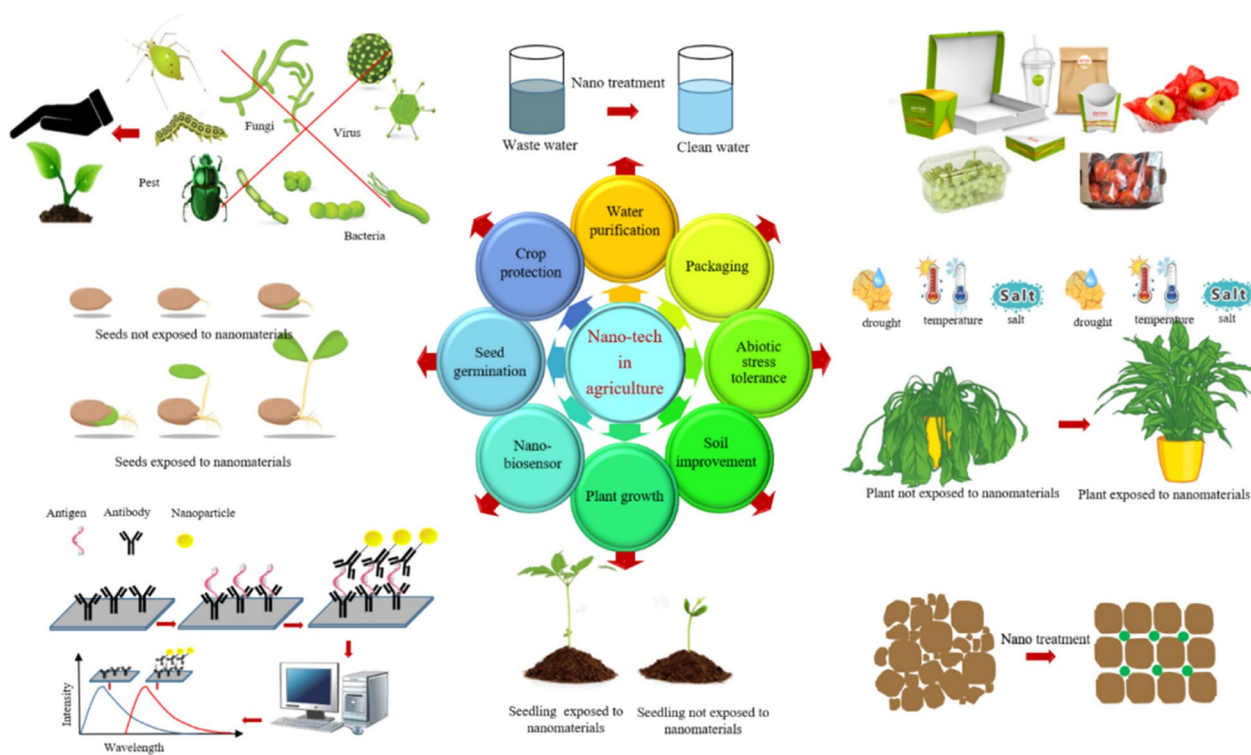 Fungi
Virus
Pest
Bacteria
Nano treatment
Waste water
Clean water
Seeds not exposed to nanomaterials
Seeds exposed to nanomaterials
Water
purification
Crop
protection
Packaging
Seed
germination
Nano-tech
in
agriculture
Abiotic
stress
tolerance
Nano-
biosensor
Soil
improvement
Plant growth
drought
temperature
Salt
salt
drought
temperature
Salt
salt
Plant not exposed to nanomaterials
Plant exposed to nanomaterials
Antigen
Antibody
Nanoparticle
Intensity
Wavelength
Seedling exposed to
nanomaterials
Seedling not exposed to
nanomaterials
Nano treatment